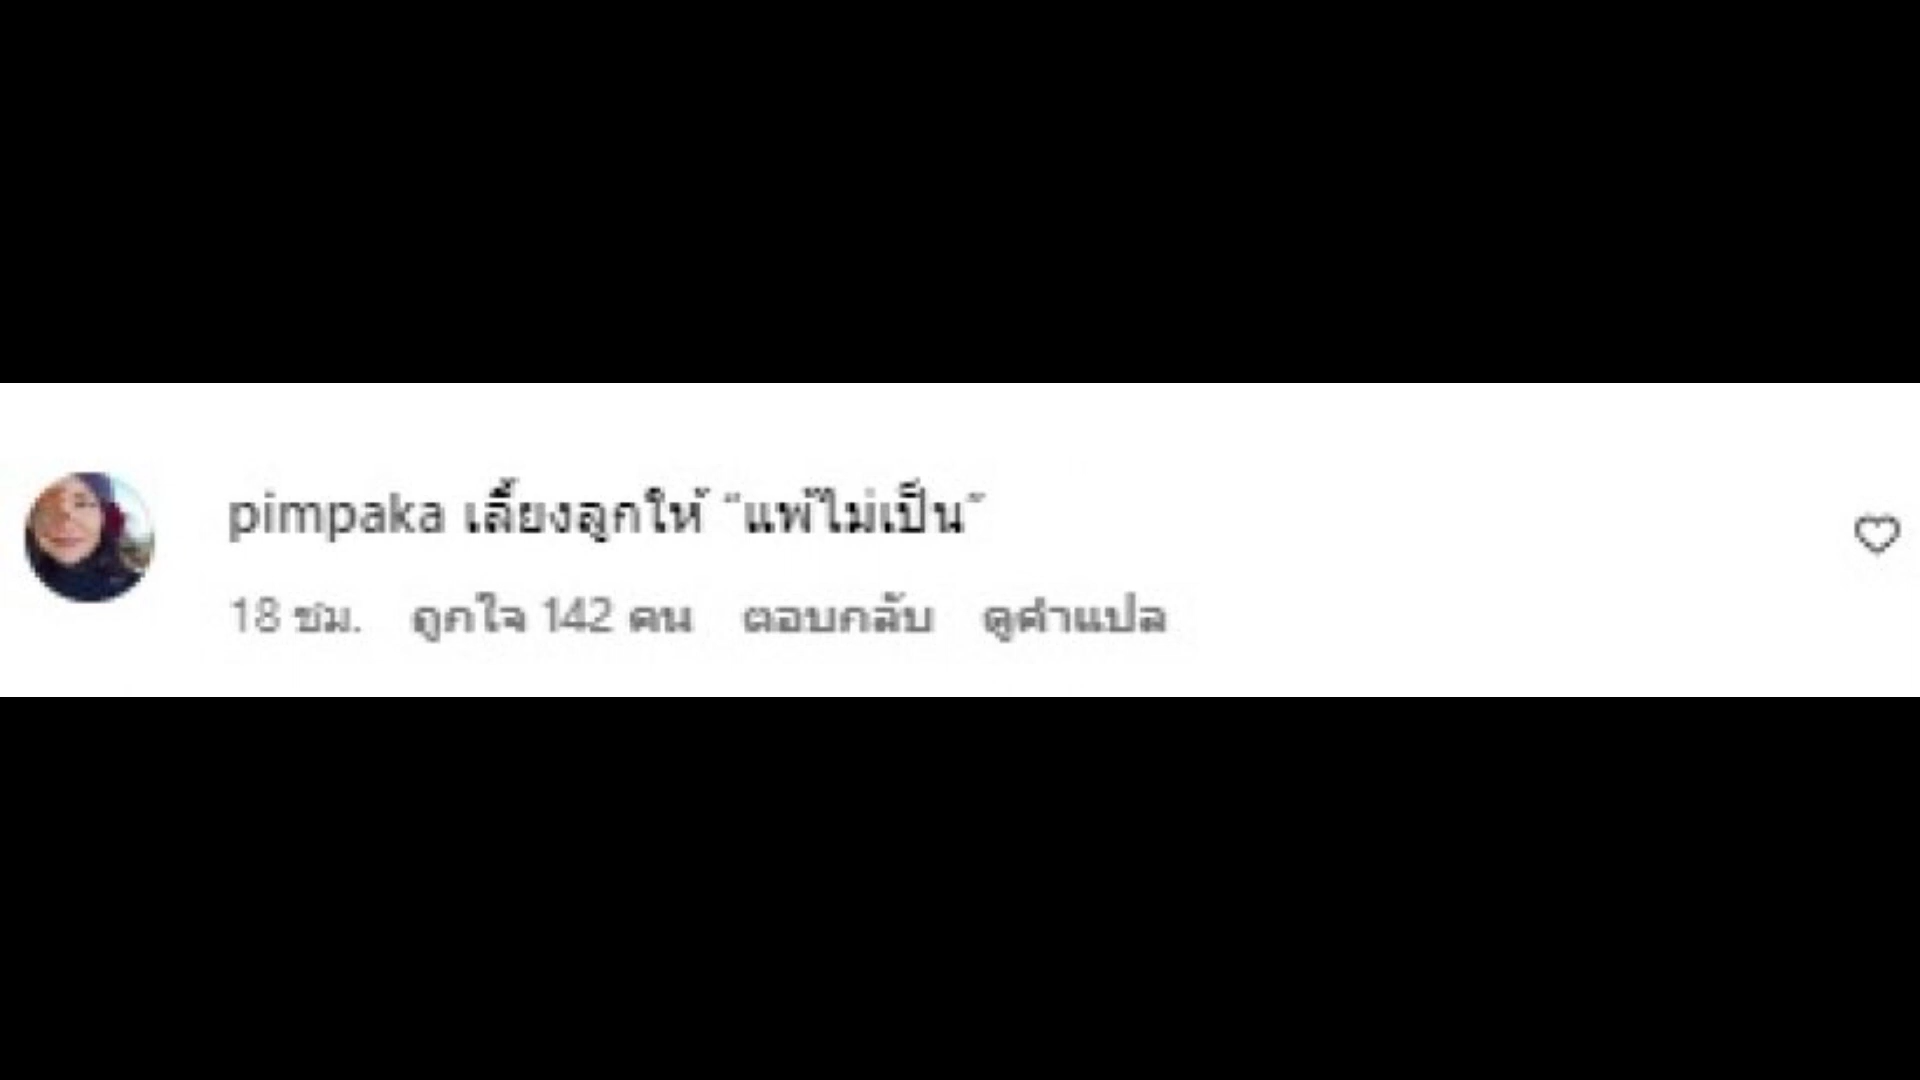 pimpaka เลี้ยงลูกให้ “แพ้ไม่เป็น”
18 ชม. ถูกใจ 142 คน ตอบกลับ ดูคำแปล